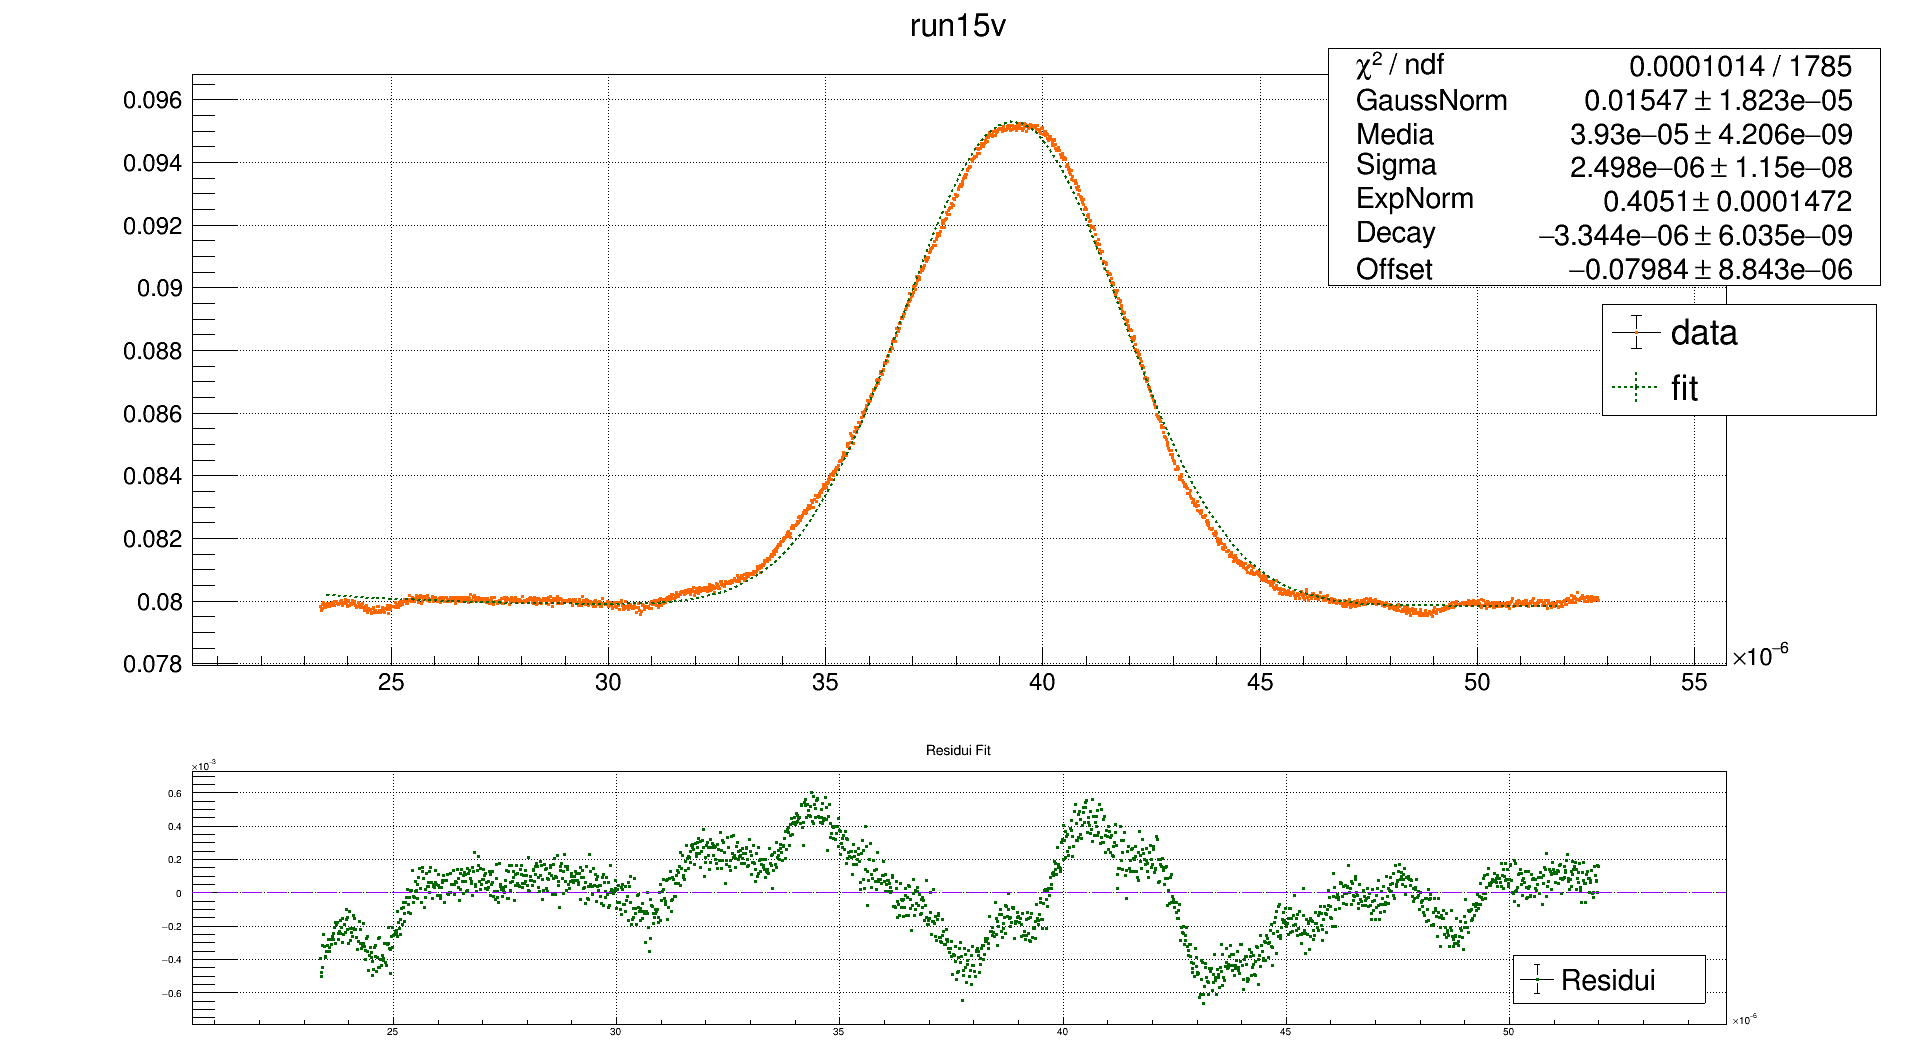 run15v
χ² / ndf 0.0001014 / 1785
GaussNorm 0.01547 ± 1.823e−05
Media 3.93e−05 ± 4.206e−09
Sigma 2.498e−06 ± 1.15e−08
ExpNorm 0.4051 ± 0.0001472
Decay −3.344e−06 ± 6.035e−09
Offset −0.07984 ± 8.843e−06
data
fit
0.096
0.094
0.092
0.09
0.088
0.086
0.084
0.082
0.08
0.078
25 30 35 40 45 50 55
×10⁻⁶
Residui Fit
×10⁻³
0.6
0.4
0.2
0
−0.2
−0.4
−0.6
Residui
25 30 35 40 45 50
×10⁻⁶